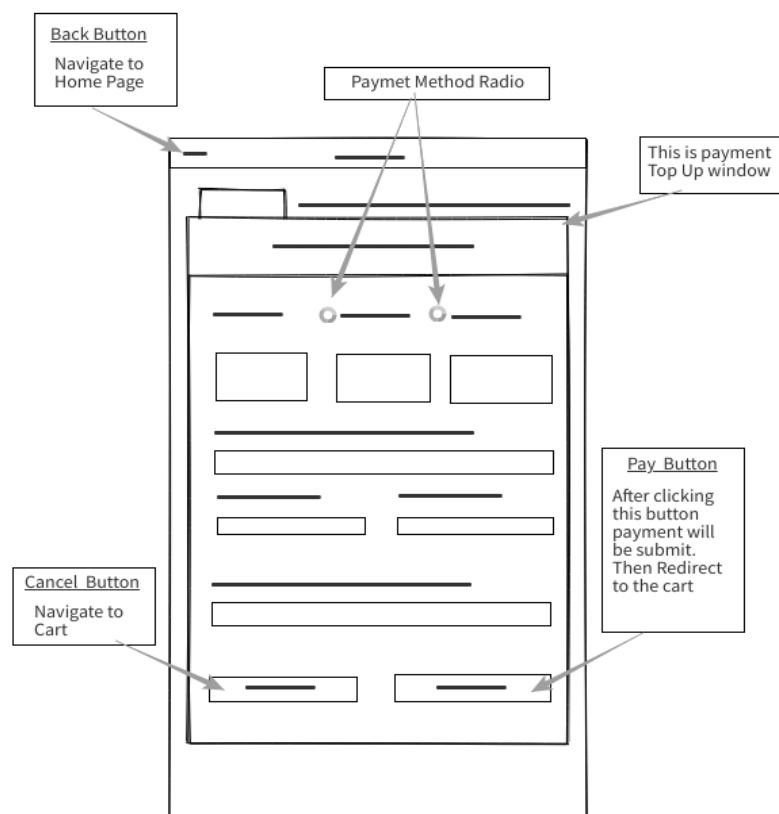 Back Button
Navigate to
Home Page
Paymet Method Radio
This is payment
Top Up window
Pay Button
After clicking
this button
payment will
be submit.
Then Redirect
to the cart
Cancel Button
Navigate to
Cart